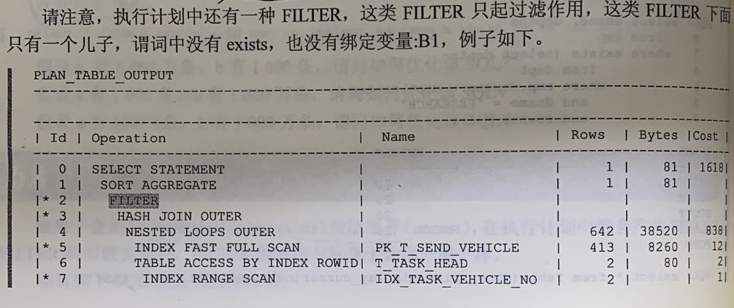 请注意，执行计划中还有一种 FILTER，这类 FILTER 只起过滤作用，这类 FILTER 下面
只有一个儿子，谓词中没有 exists，也没有绑定变量:B1，例子如下。
PLAN_TABLE_OUTPUT
| Id | Operation | Name | Rows | Bytes |Cost |
| 0 | SELECT STATEMENT | | 1 | 81 | 1618|
| 1 | SORT AGGREGATE | | 1 | 81 | |
|* 2 | FILTER | | | | |
|* 3 | HASH JOIN OUTER | | | | |
| 4 | NESTED LOOPS OUTER | | 642 | 38520 | 838|
|* 5 | INDEX FAST FULL SCAN | PK_T_SEND_VEHICLE | 413 | 8260 | 12|
| 6 | TABLE ACCESS BY INDEX ROWID| T_TASK_HEAD | 2 | 80 | 2|
|* 7 | INDEX RANGE SCAN | IDX_TASK_VEHICLE_NO | 2 | | 1|